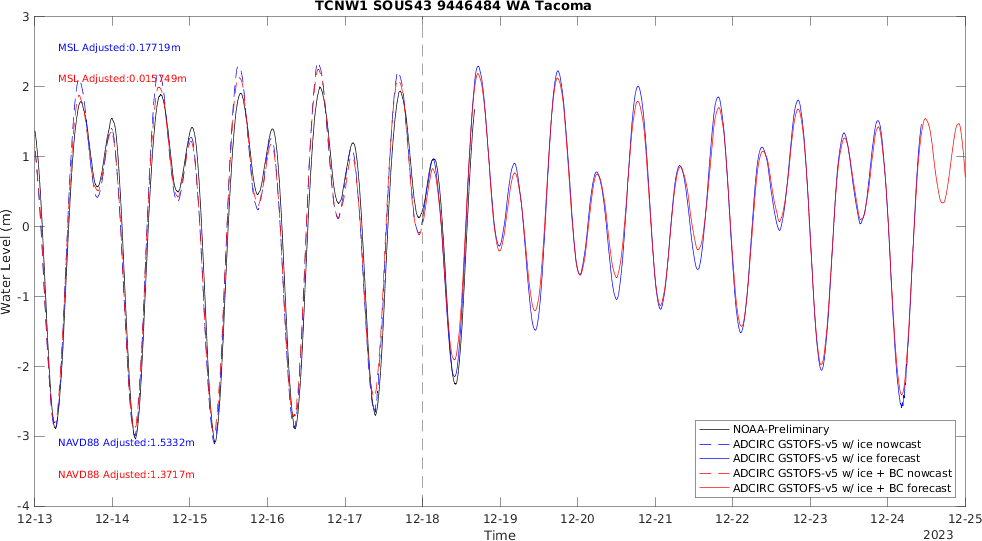 TCNW1 SOUS43 9446484 WA Tacoma
3
MSL Adjusted:0.17719m
MSL Adjusted:0.015749m
2
1
0
-1
-2
-3
-4
Water Level (m)
NAVD88 Adjusted:1.5332m
NAVD88 Adjusted:1.3717m
NOAA-Preliminary
ADCIRC GSTOFS-v5 w/ ice nowcast
ADCIRC GSTOFS-v5 w/ ice forecast
ADCIRC GSTOFS-v5 w/ ice + BC nowcast
ADCIRC GSTOFS-v5 w/ ice + BC forecast
12-13 12-14 12-15 12-16 12-17 12-18 12-19 12-20 12-21 12-22 12-23 12-24 12-25
Time
2023